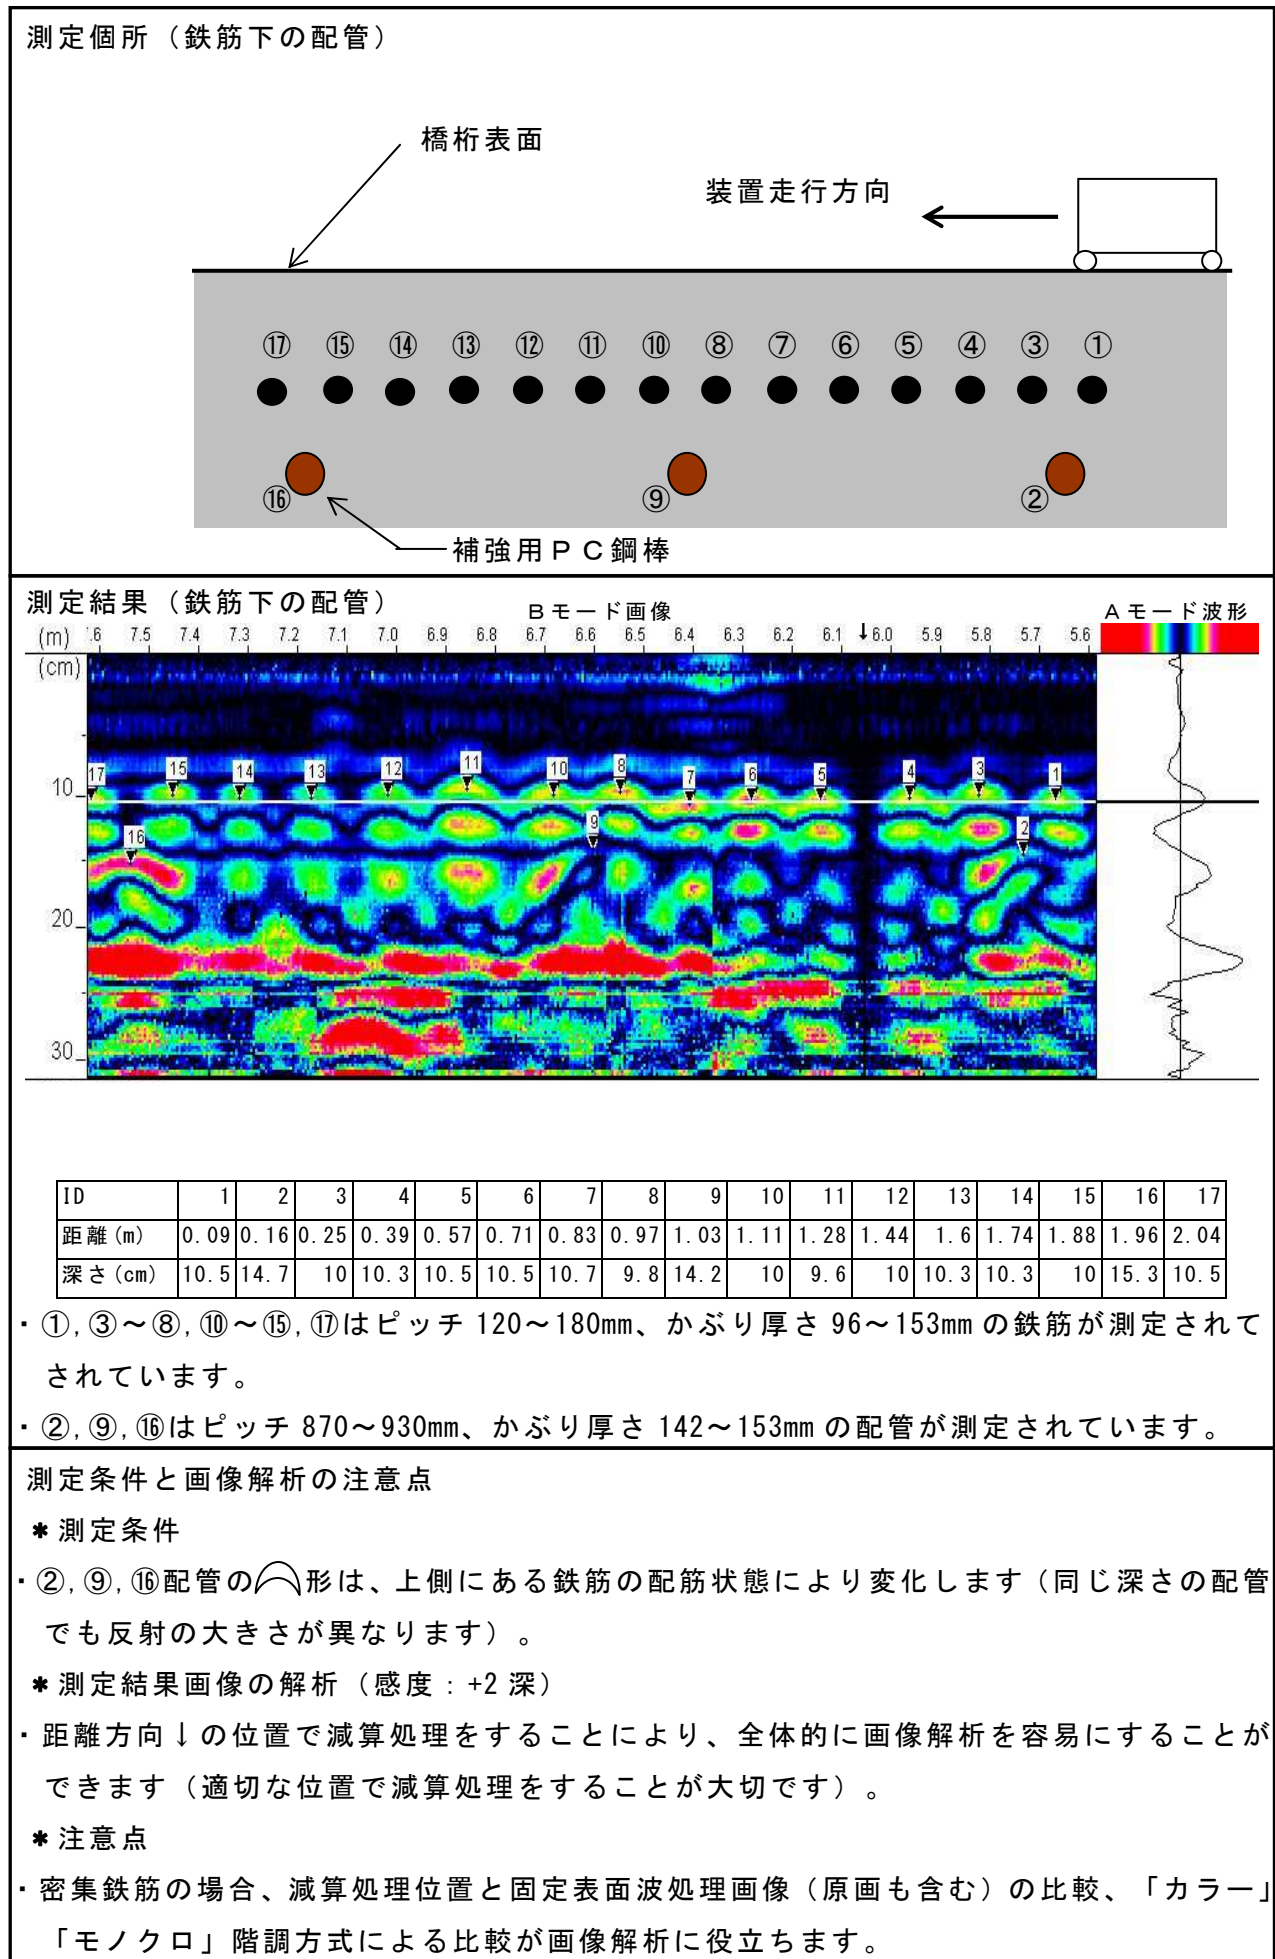 測定個所（鉄筋下の配管）
橋桁表面
装置走行方向
⑰ ⑮ ⑭ ⑬ ⑫ ⑪ ⑩ ⑧ ⑦ ⑥ ⑤ ④ ③ ①
⑯ ⑨ ②
補強用ＰＣ鋼棒
測定結果（鉄筋下の配管）
Ｂモード画像 Ａモード波形
(m) .6 7.5 7.4 7.3 7.2 7.1 7.0 6.9 6.8 6.7 6.6 6.5 6.4 6.3 6.2 6.1 ↓6.0 5.9 5.8 5.7 5.6
(cm)
17 15 14 13 12 11 10 8 7 6 5 4 3 1
10
16 9 2
20
30
ID 1 2 3 4 5 6 7 8 9 10 11 12 13 14 15 16 17
距離(m) 0.09 0.16 0.25 0.39 0.57 0.71 0.83 0.97 1.03 1.11 1.28 1.44 1.6 1.74 1.88 1.96 2.04
深さ(cm) 10.5 14.7 10 10.3 10.5 10.5 10.7 9.8 14.2 10 9.6 10 10.3 10.3 10 15.3 10.5
・①,③～⑧,⑩～⑮,⑰はピッチ 120～180mm、かぶり厚さ 96～153mm の鉄筋が測定されて
されています。
・②,⑨,⑯はピッチ 870～930mm、かぶり厚さ 142～153mm の配管が測定されています。
測定条件と画像解析の注意点
＊測定条件
・②,⑨,⑯配管の形は、上側にある鉄筋の配筋状態により変化します（同じ深さの配管
でも反射の大きさが異なります）。
＊測定結果画像の解析（感度：+2 深）
・距離方向↓の位置で減算処理をすることにより、全体的に画像解析を容易にすることが
できます（適切な位置で減算処理をすることが大切です）。
＊注意点
・密集鉄筋の場合、減算処理位置と固定表面波処理画像（原画も含む）の比較、「カラー」
「モノクロ」階調方式による比較が画像解析に役立ちます。